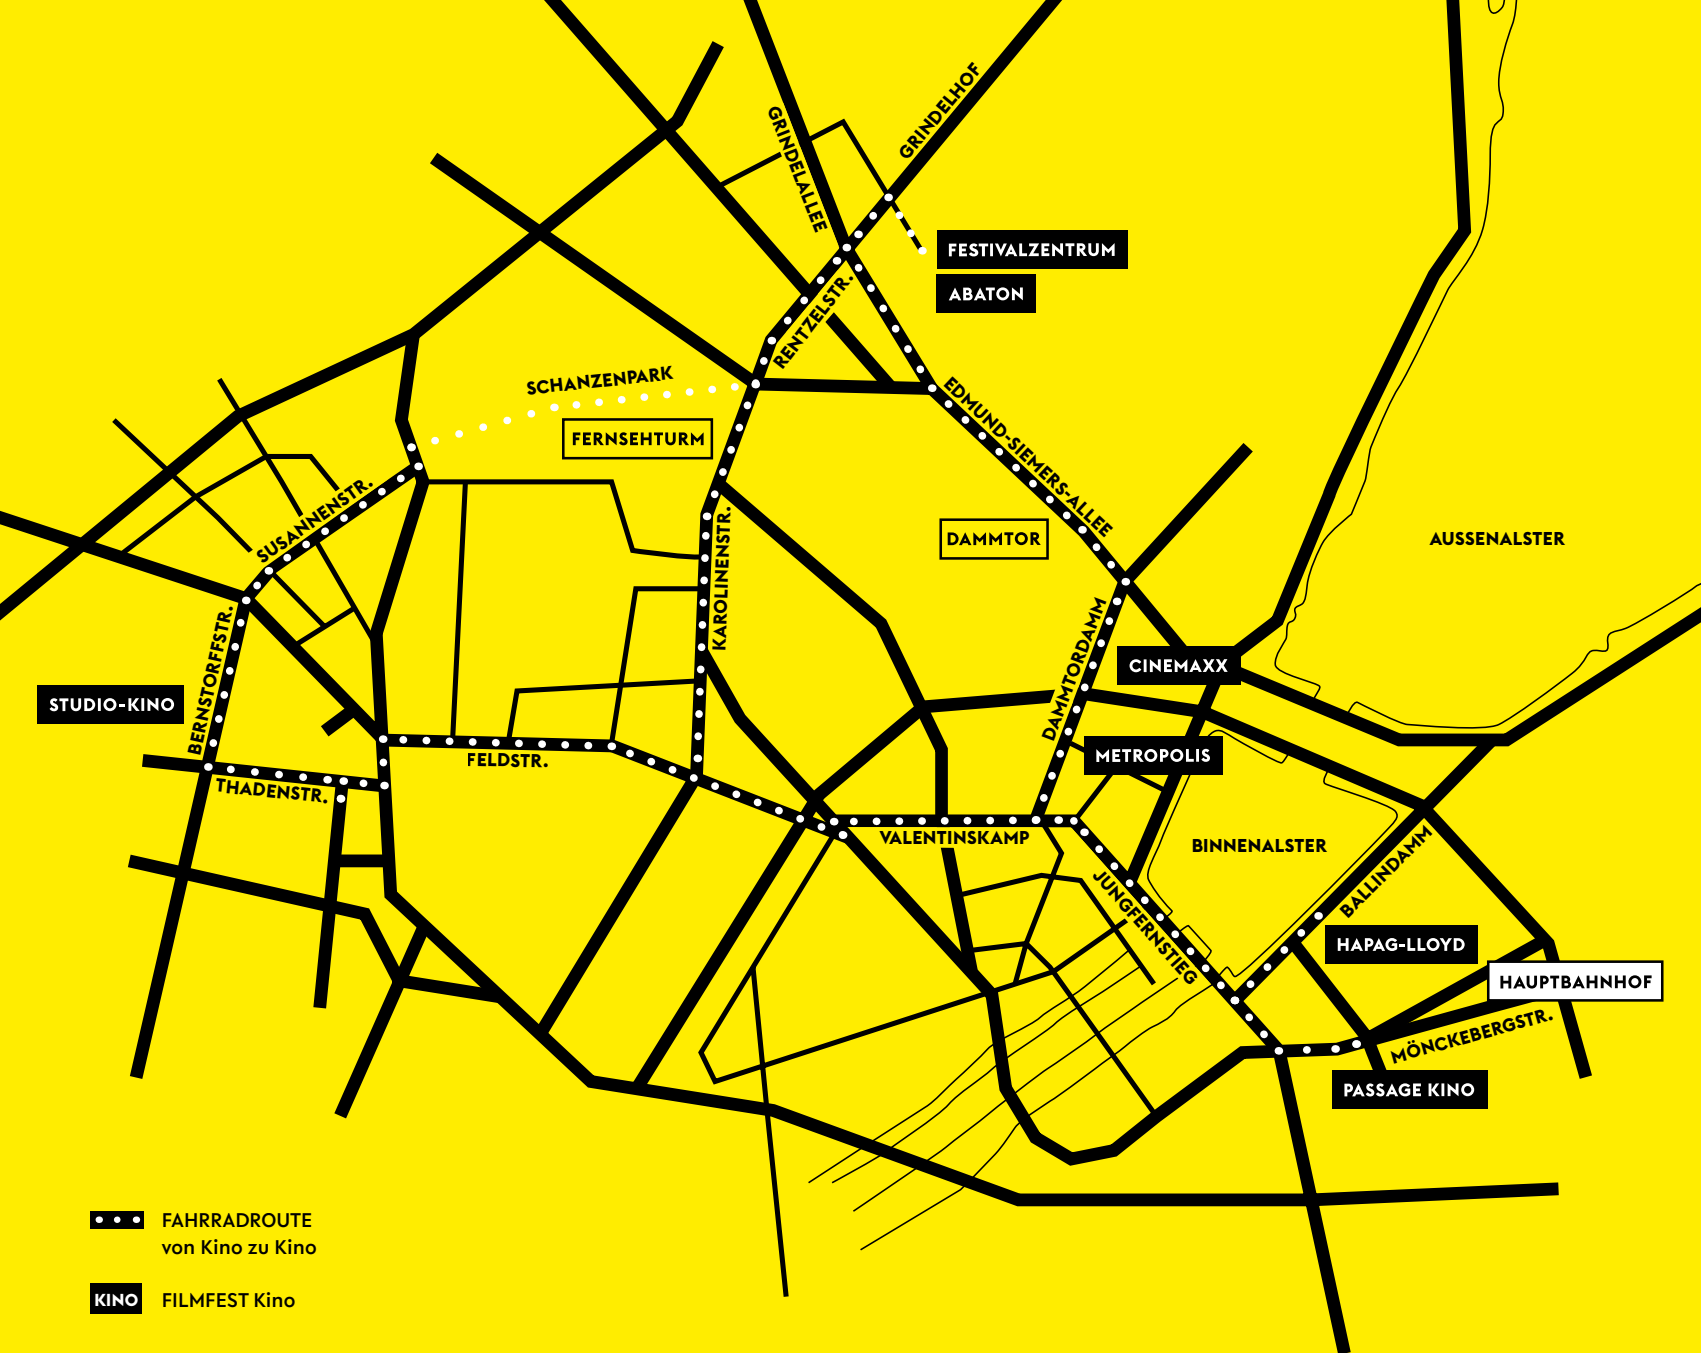 GRINDELHOF
GRINDELALLEE
FESTIVALZENTRUM
ABATON
RENTZELSTR.
SCHANZENPARK
FERNSEHTURM
EDMUND-SIEMERS-ALLEE
SUSANNENSTR.
KAROLINENSTR.
DAMMTOR
AUSSENALSTER
BERNSTORFFSTR.
DAMMTORDAMM
CINEMAXX
STUDIO-KINO
METROPOLIS
FELDSTR.
THADENSTR.
VALENTINSKAMP
BINNENALSTER
BALLINDAMM
JUNGFERNSTIEG
HAPAG-LLOYD
HAUPTBAHNHOF
MÖNCKEBERGSTR.
PASSAGE KINO
FAHRRADROUTE
von Kino zu Kino
KINO FILMFEST Kino